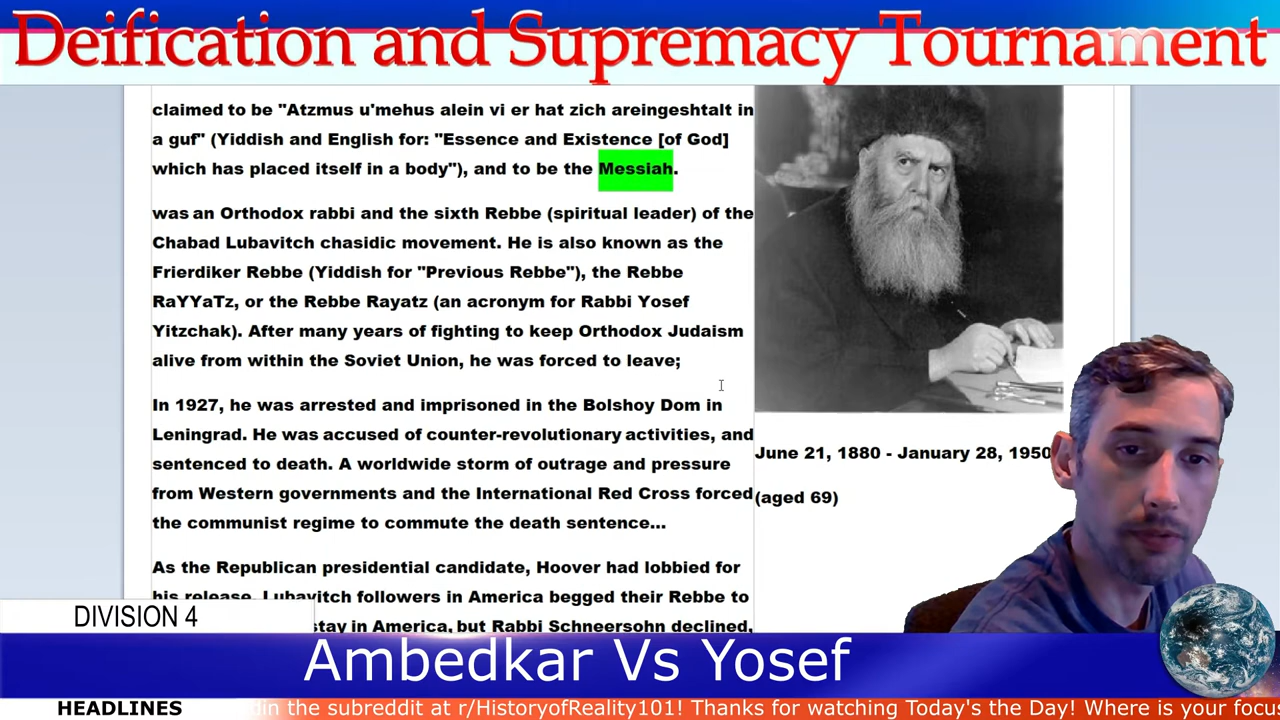 Deification and Supremacy Tournament
claimed to be "Atzmus u'mehus alein vi er hat zich areingeshtalt in
a guf" (Yiddish and English for: "Essence and Existence [of God]
which has placed itself in a body"), and to be the Messiah.
was an Orthodox rabbi and the sixth Rebbe (spiritual leader) of the
Chabad Lubavitch chasidic movement. He is also known as the
Frierdiker Rebbe (Yiddish for "Previous Rebbe"), the Rebbe
RaYYaTz, or the Rebbe Rayatz (an acronym for Rabbi Yosef
Yitzchak). After many years of fighting to keep Orthodox Judaism
alive from within the Soviet Union, he was forced to leave;
In 1927, he was arrested and imprisoned in the Bolshoy Dom in
Leningrad. He was accused of counter-revolutionary activities, and
sentenced to death. A worldwide storm of outrage and pressure
from Western governments and the International Red Cross forced
the communist regime to commute the death sentence...
As the Republican presidential candidate, Hoover had lobbied for
his release. Lubavitch followers in America begged their Rebbe to
stay in America, but Rabbi Schneersohn declined,
June 21, 1880 - January 28, 1950
(aged 69)
DIVISION 4
Ambedkar Vs Yosef
HEADLINES
in the subreddit at r/HistoryofReality101! Thanks for watching Today's the Day! Where is your